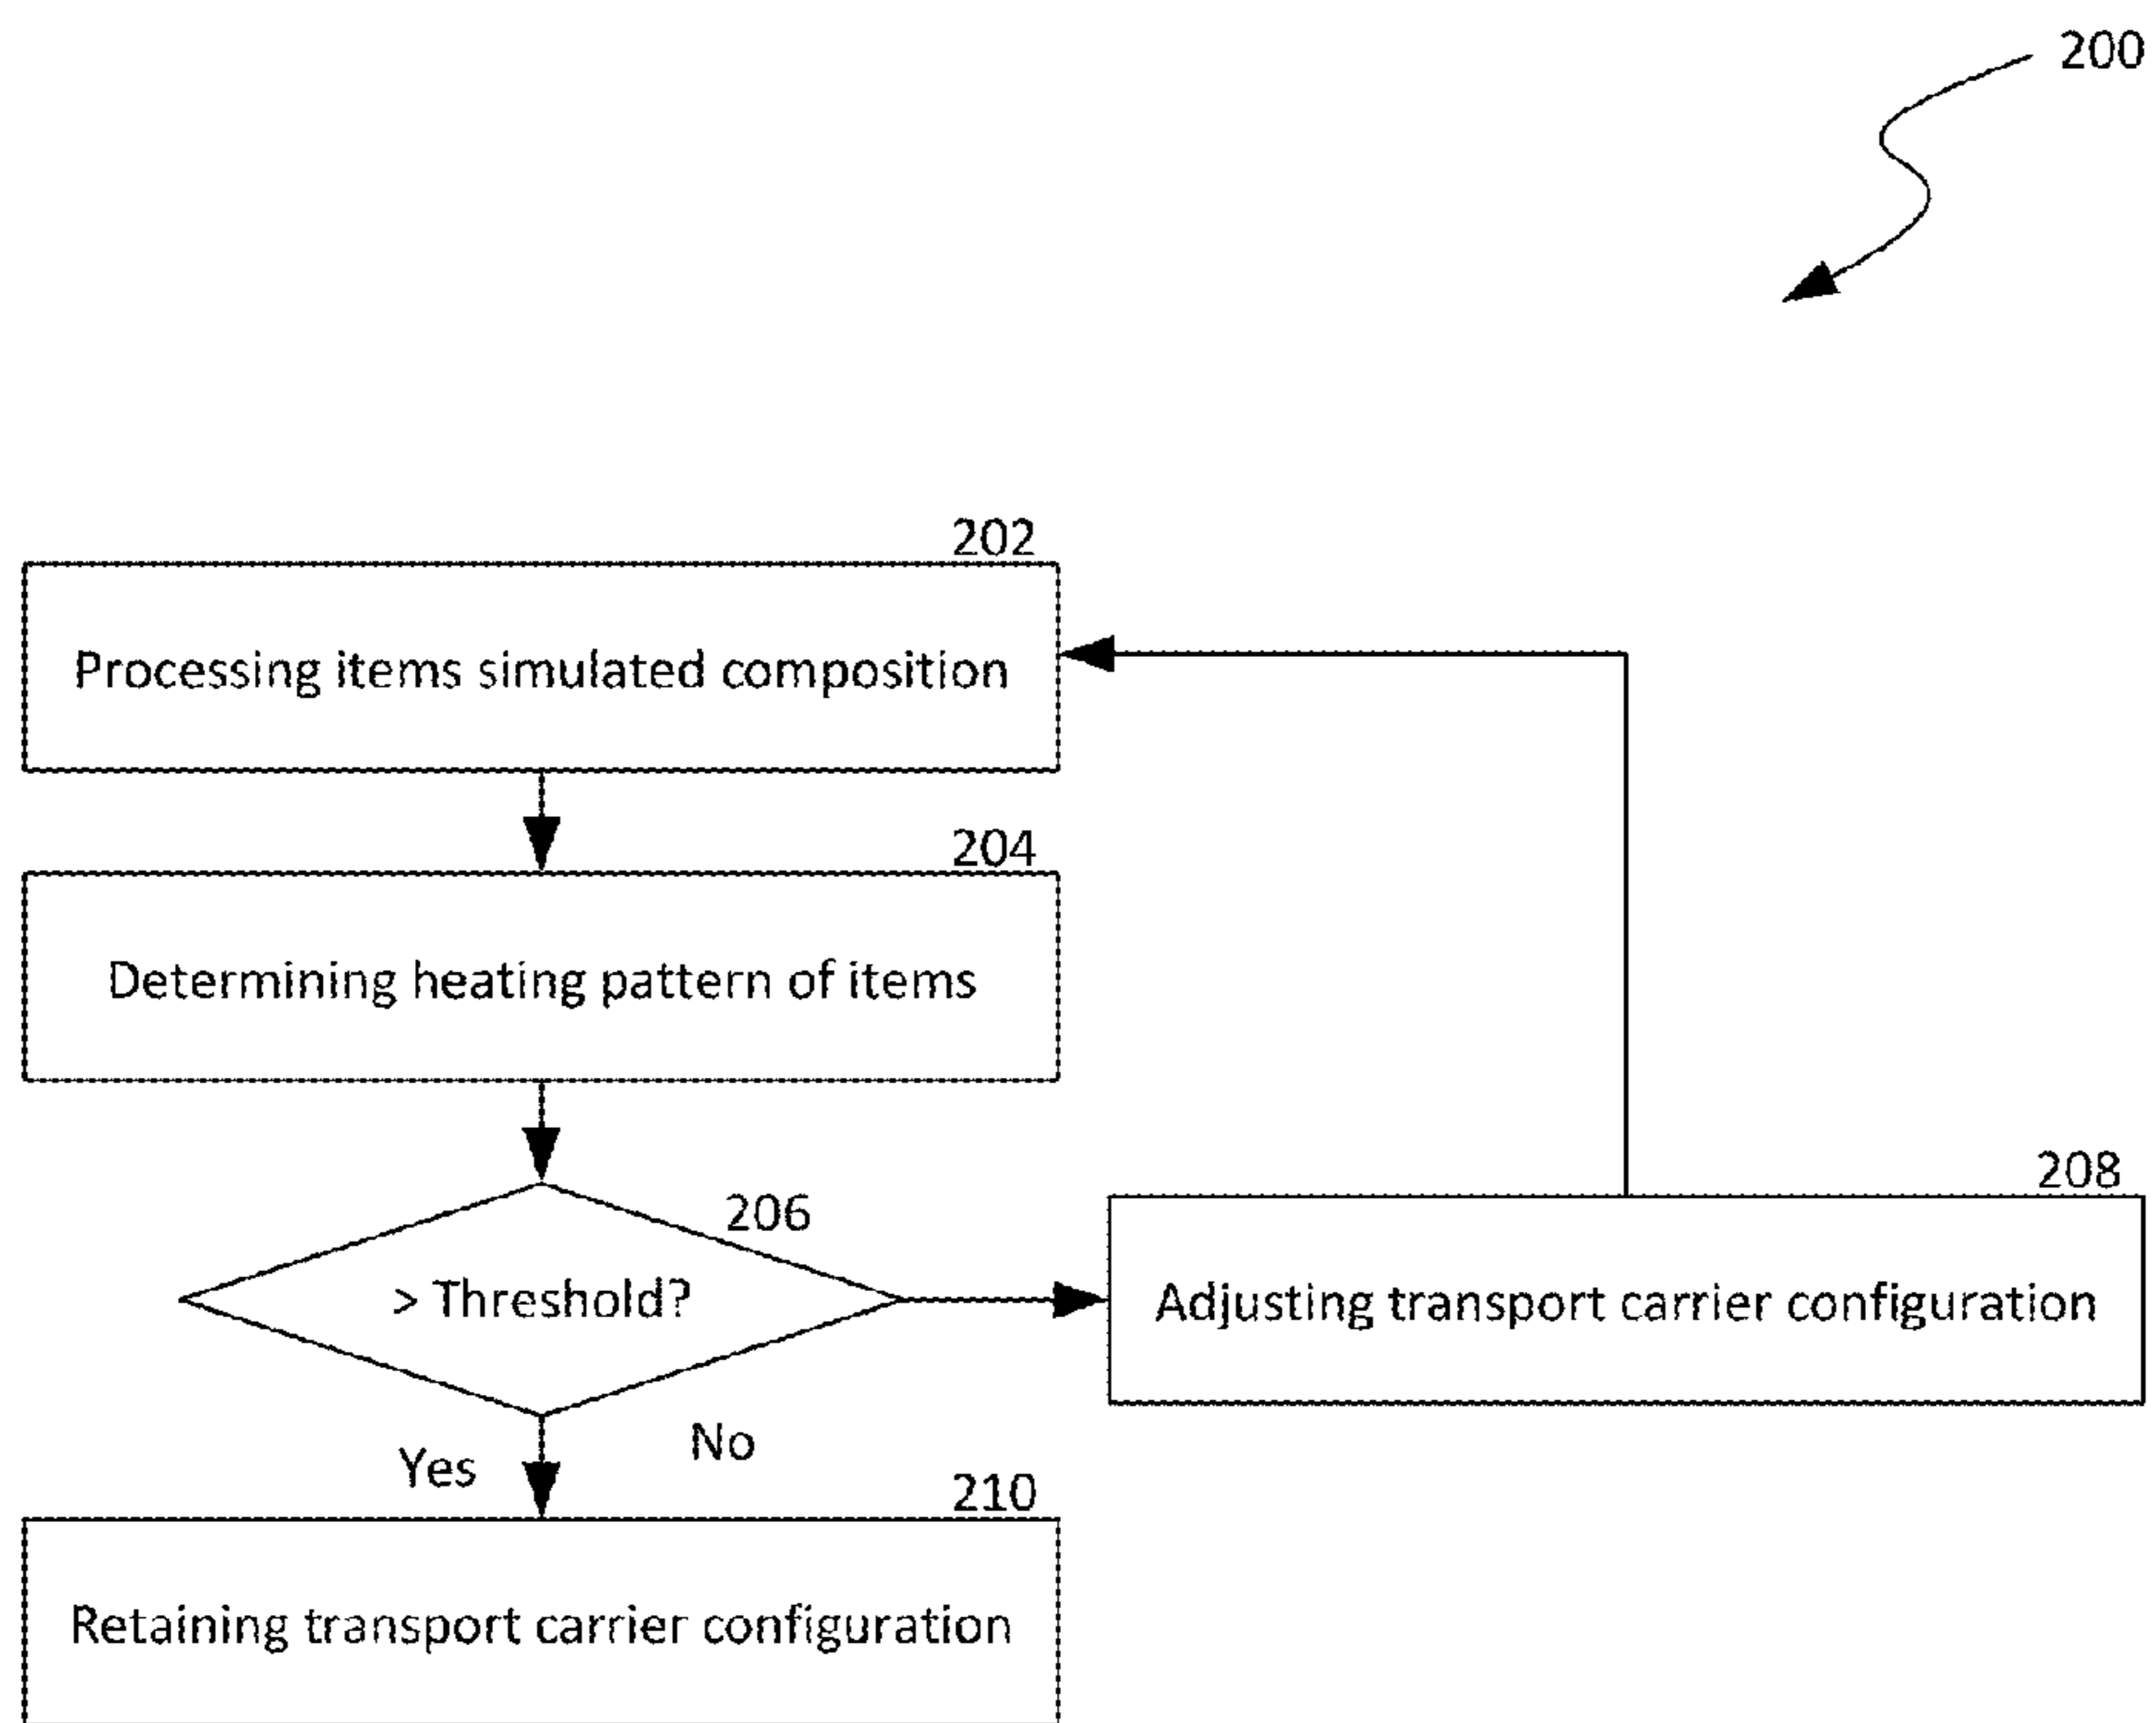 200
202
Processing items simulated composition
204
Determining heating pattern of items
206
> Threshold?
208
Adjusting transport carrier configuration
Yes
No
210
Retaining transport carrier configuration